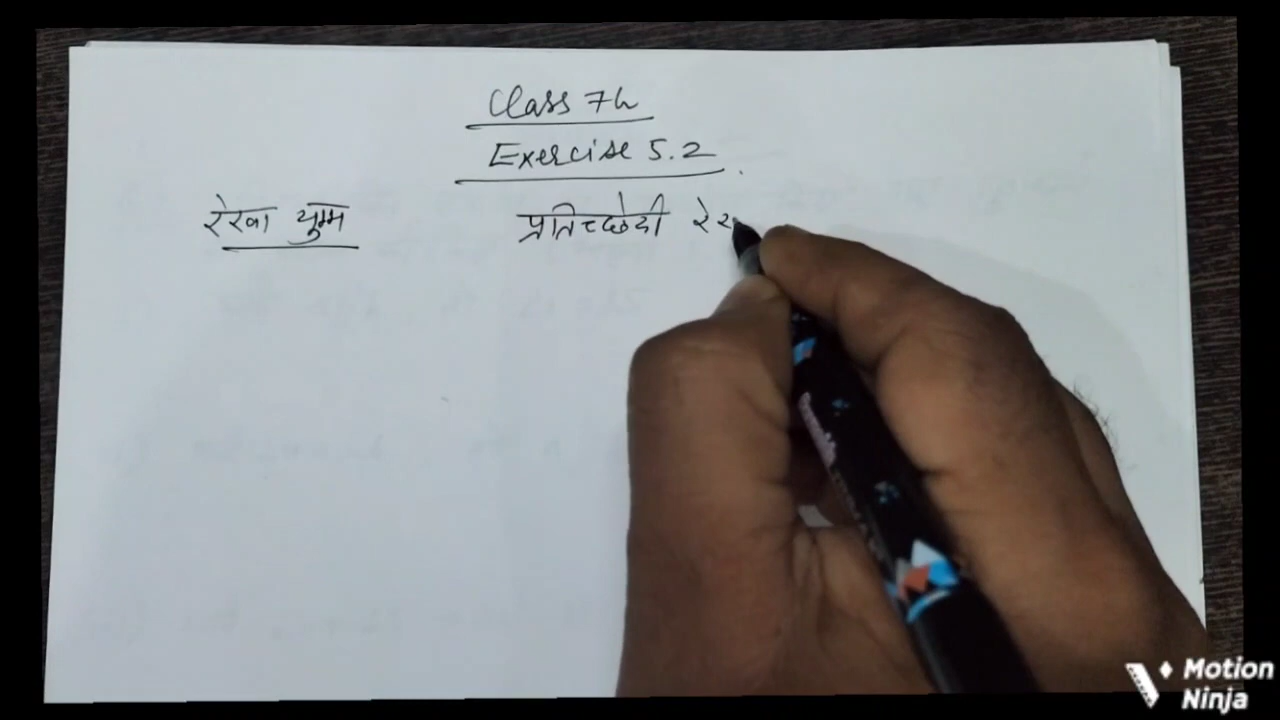 Class 7th
Exercise 5.2
रेखा युग्म प्रतिच्छेदी रे
Motion
Ninja